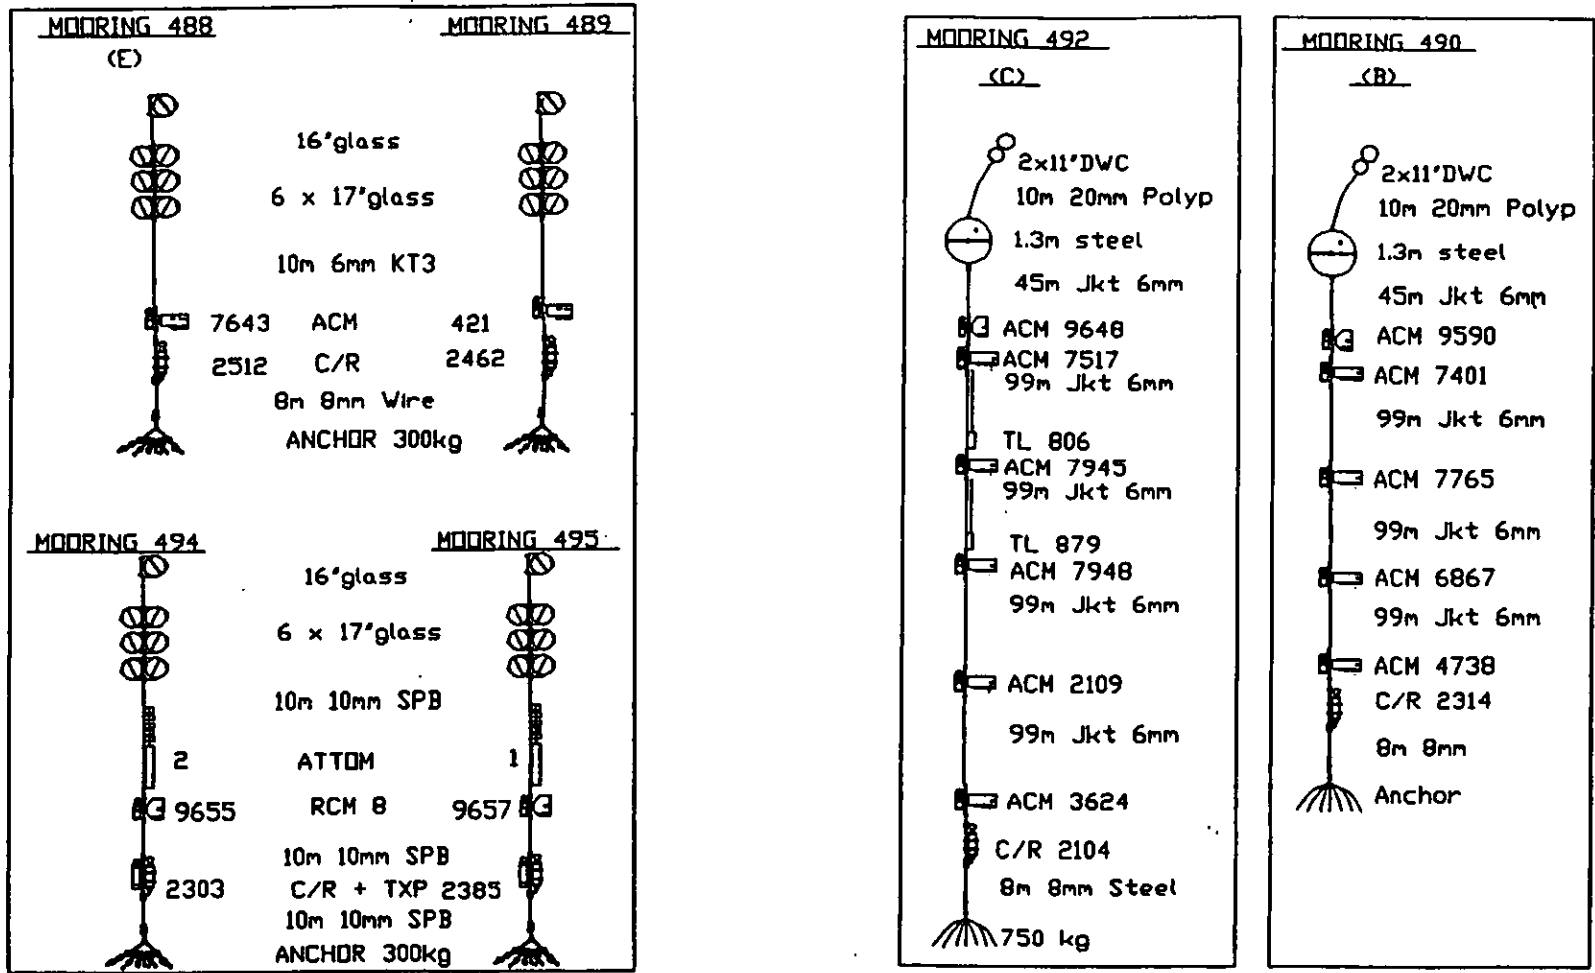 MOORING 488
MOORING 489
(E)
16"glass
6 x 17"glass
10m 6mm KT3
7643 ACM 421
2512 C/R 2462
8m 8mm Wire
ANCHOR 300kg
MOORING 494
MOORING 495
16"glass
6 x 17"glass
10m 10mm SPB
2 ATTOM 1
9655 RCM 8 9657
10m 10mm SPB
2303 C/R + TXP 2385
10m 10mm SPB
ANCHOR 300kg
MOORING 492
(C)
2x11"DWC
10m 20mm Polyp
1.3m steel
45m Jkt 6mm
ACM 9648
ACM 7517
99m Jkt 6mm
TL 806
ACM 7945
99m Jkt 6mm
TL 879
ACM 7948
99m Jkt 6mm
ACM 2109
99m Jkt 6mm
ACM 3624
C/R 2104
8m 8mm Steel
750 kg
MOORING 490
(B)
2x11"DWC
10m 20mm Polyp
1.3m steel
45m Jkt 6mm
ACM 9590
ACM 7401
99m Jkt 6mm
ACM 7765
99m Jkt 6mm
ACM 6867
99m Jkt 6mm
ACM 4738
C/R 2314
8m 8mm
Anchor